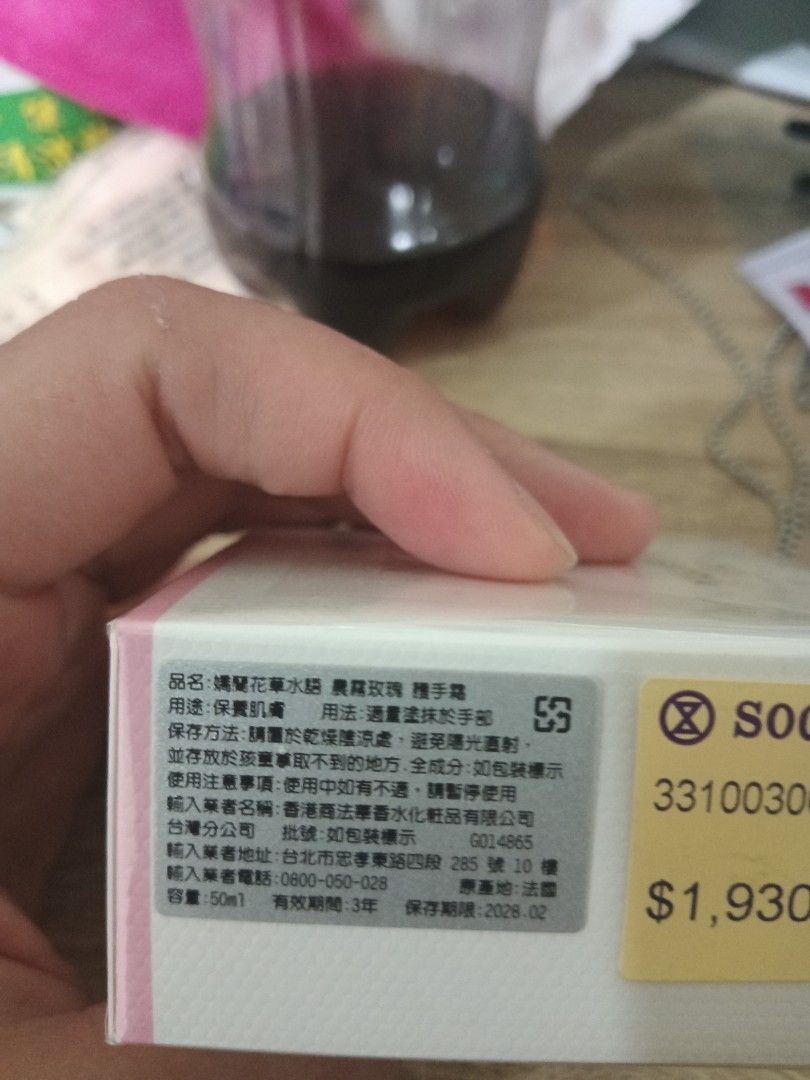 品名:嬌蘭花草水語 晨霧玫瑰 護手霜
用途:保養肌膚 用法:適量塗抹於手部
保存方法:請置於乾燥陰涼處,避免陽光直射,
並存放於孩童拿取不到的地方.全成分:如包裝標示
使用注意事項:使用中如有不適,請暫停使用
輸入業者名稱:香港商法華香水化粧品有限公司
台灣分公司 批號:如包裝標示 G014865
輸入業者地址:台北市忠孝東路四段 285 號 10 樓
輸入業者電話:0800-050-028 原產地:法國
容量:50ml 有效期間:3年 保存期限:2028.02
SO
3310030
$1,930